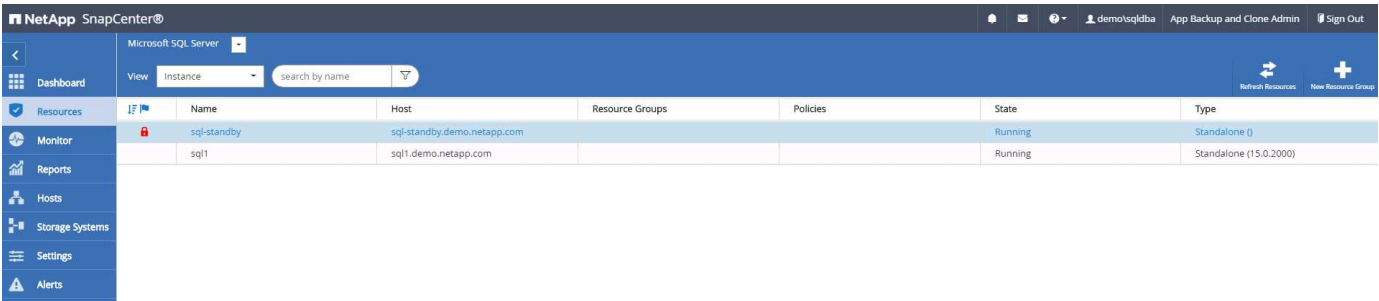 NetApp SnapCenter® demo\sqldba App Backup and Clone Admin Sign Out
Microsoft SQL Server
Dashboard
View Instance search by name
Refresh Resources New Resource Group
Resources
Name Host Resource Groups Policies State Type
sql-standby sql-standby.demo.netapp.com Running Standalone ()
Monitor
sql1 sql1.demo.netapp.com Running Standalone (15.0.2000)
Reports
Hosts
Storage Systems
Settings
Alerts